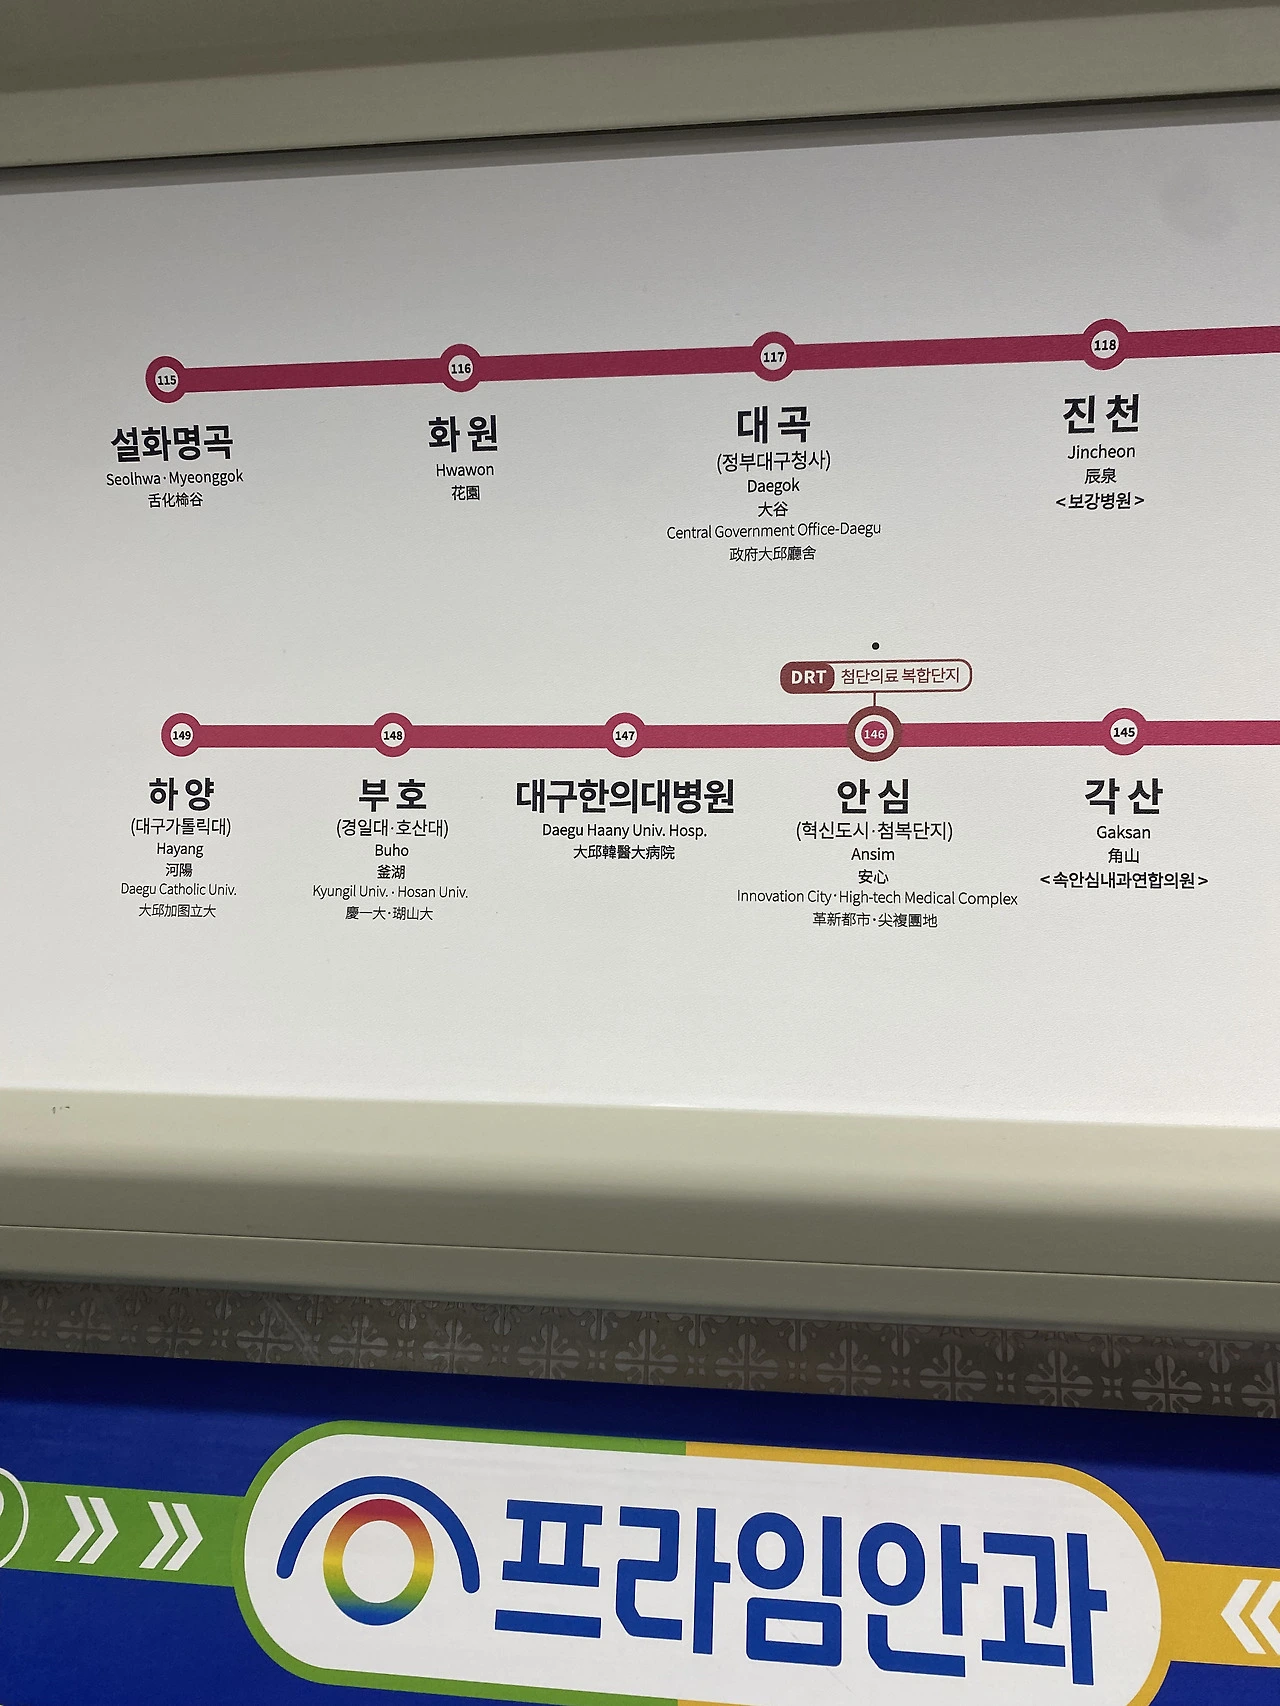 115
설화명곡
Seolhwa·Myeonggok
舌化椧谷
116
화원
Hwawon
花園
117
대곡
(정부대구청사)
Daegok
大谷
Central Government Office-Daegu
政府大邱廳舍
118
진천
Jincheon
辰泉
<보강병원>
DRT 첨단의료 복합단지
149
하양
(대구가톨릭대)
Hayang
河陽
Daegu Catholic Univ.
大邱加图立大
148
부호
(경일대·호산대)
Buho
釜湖
Kyungil Univ.·Hosan Univ.
慶一大·瑚山大
147
대구한의대병원
Daegu Haany Univ. Hosp.
大邱韓醫大病院
146
안심
(혁신도시·첨복단지)
Ansim
安心
Innovation City·High-tech Medical Complex
革新都市·尖複團地
145
각산
Gaksan
角山
<속안심내과연합의원>
프라임안과